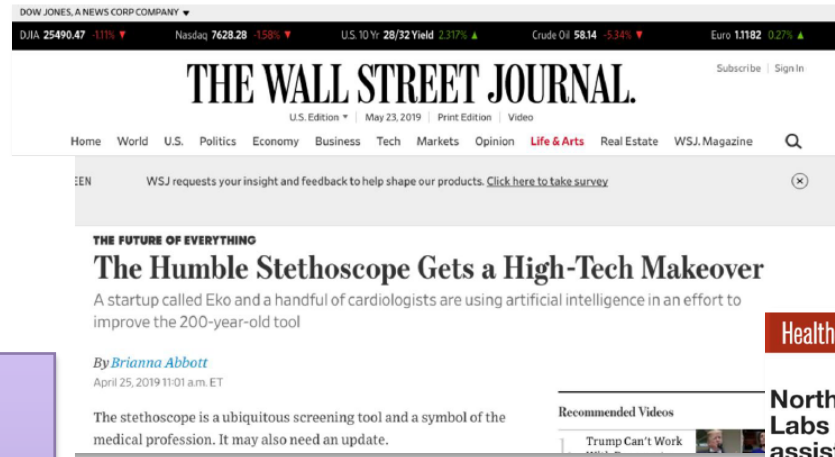 DOW JONES, A NEWS CORP COMPANY
DJIA 25490.47 -1.11% ▼ Nasdaq 7628.28 -1.58% ▼ U.S. 10 Yr 28/32 Yield 2.317% ▲ Crude Oil 58.14 -5.34% ▼ Euro 1.1182 0.27% ▲
THE WALL STREET JOURNAL.
Subscribe | Sign In
U.S. Edition | May 23, 2019 | Print Edition | Video
Home World U.S. Politics Economy Business Tech Markets Opinion Life & Arts Real Estate WSJ. Magazine
EEN WSJ requests your insight and feedback to help shape our products. Click here to take survey
THE FUTURE OF EVERYTHING
The Humble Stethoscope Gets a High-Tech Makeover
A startup called Eko and a handful of cardiologists are using artificial intelligence in an effort to
improve the 200-year-old tool
By Brianna Abbott
April 25, 2019 11:01 a.m. ET
The stethoscope is a ubiquitous screening tool and a symbol of the
medical profession. It may also need an update.
Recommended Videos
1. Trump Can't Work
Health
North
Labs
assist